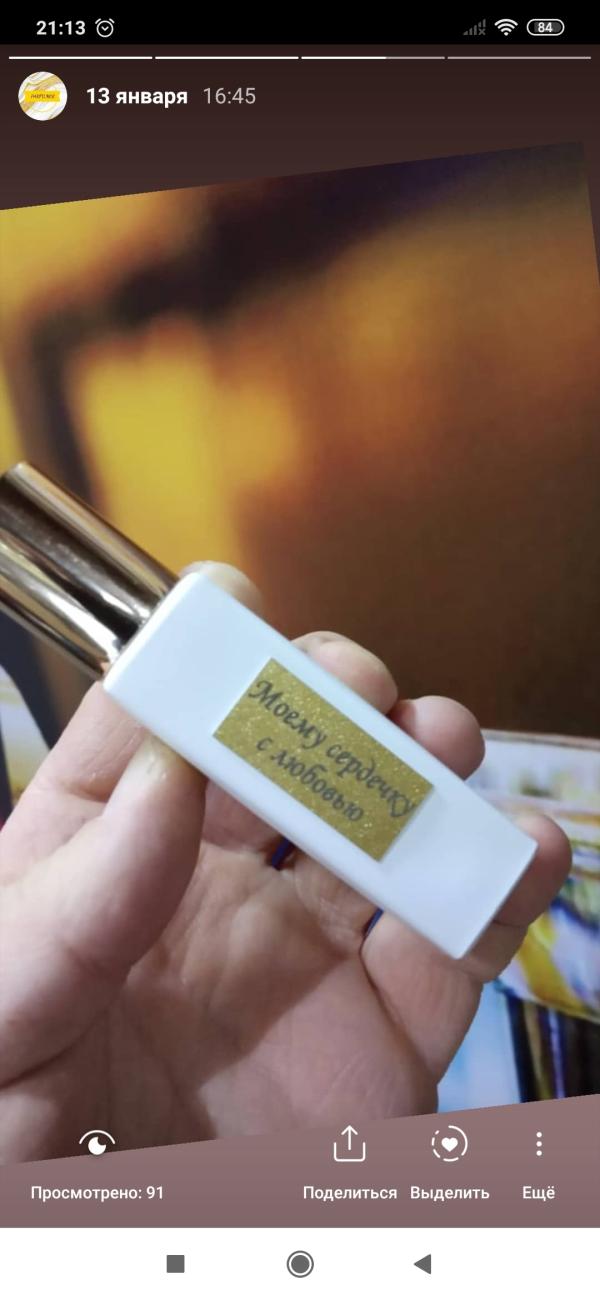 21:13
84
13 января 16:45
Моему сердечку
с любовью
Просмотрено: 91
Поделиться
Выделить
Ещё